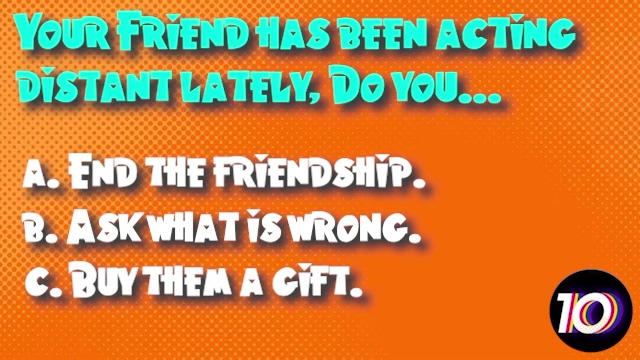 Your Friend has been acting
distant lately, Do you...
a. End the friendship.
b. Ask what is wrong.
c. Buy them a gift.
10